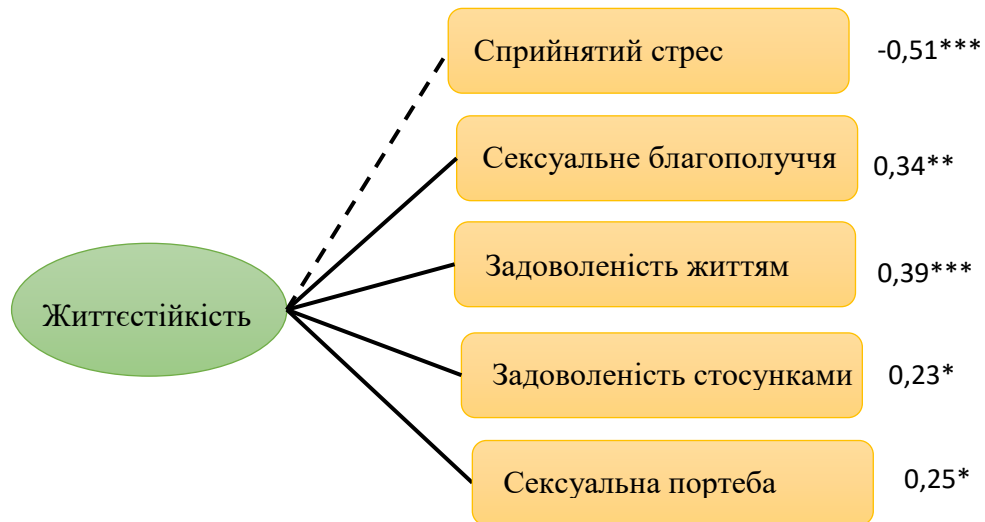 Сприйнятий стрес -0,51***
Сексуальне благополуччя 0,34**
Задоволеність життям 0,39***
Життєстійкість
Задоволеність стосунками 0,23*
Сексуальна портеба 0,25*